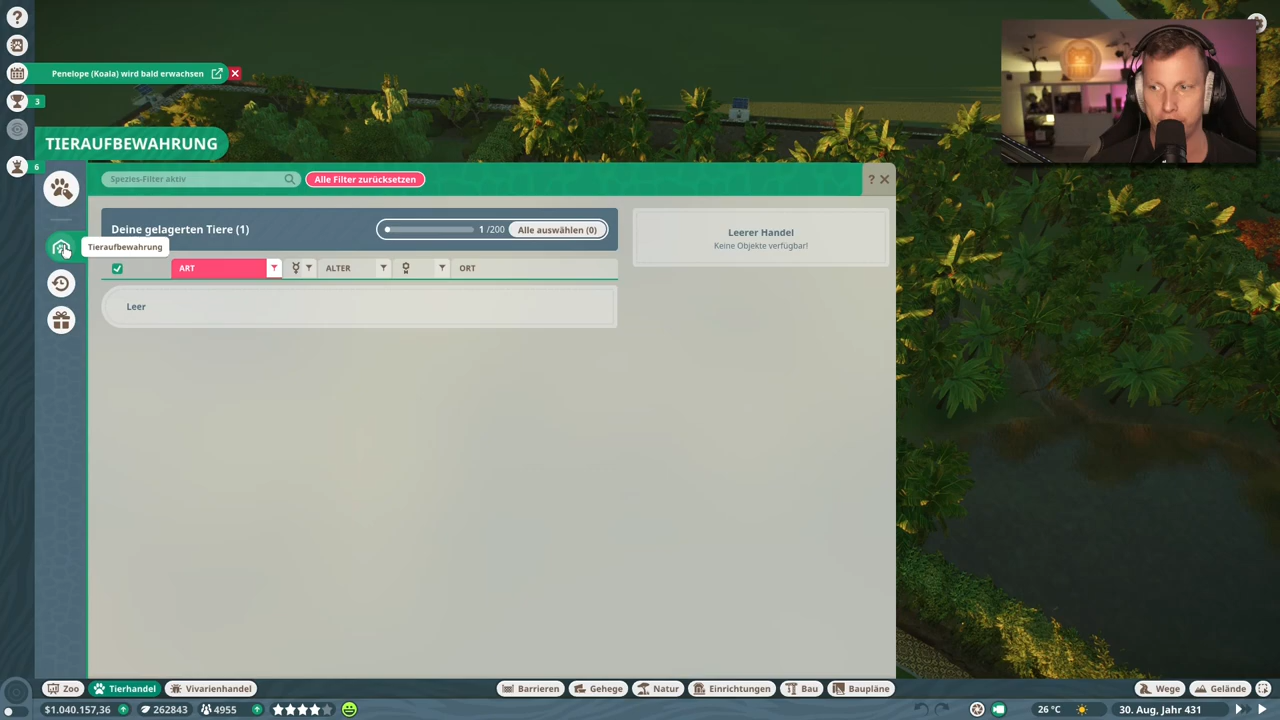 ?
Penelope (Koala) wird bald erwachsen
3
6
TIERAUFBEWAHRUNG
Spezies-Filter aktiv
Alle Filter zurücksetzen
?
Deine gelagerten Tiere (1)
1 /200
Alle auswählen (0)
Tieraufbewahrung
ART
ALTER
ORT
Leer
Leerer Handel
Keine Objekte verfügbar!
Zoo
Tierhandel
Vivarienhandel
Barrieren
Gehege
Natur
Einrichtungen
Bau
Baupläne
Wege
Gelände
$1.040.157,36
262843
4955
26 °C
30. Aug, Jahr 431